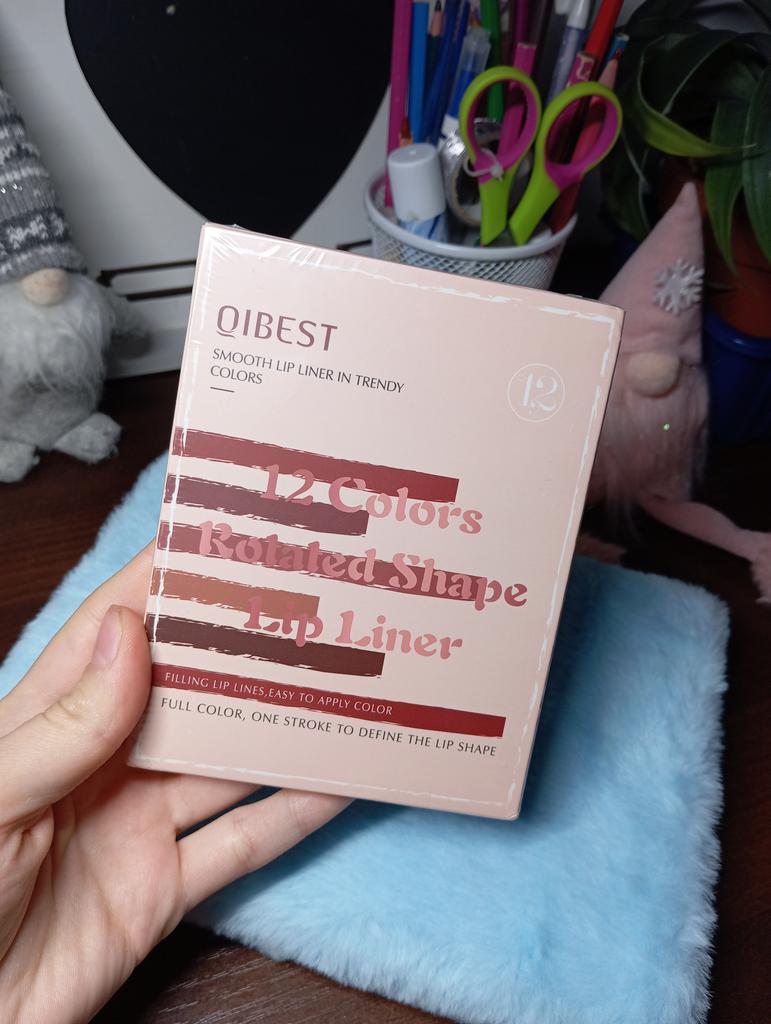 QIBEST
SMOOTH LIP LINER IN TRENDY
COLORS
12
12 Colors
Rotated Shape
Lip Liner
FILLING LIP LINES,EASY TO APPLY COLOR
FULL COLOR, ONE STROKE TO DEFINE THE LIP SHAPE